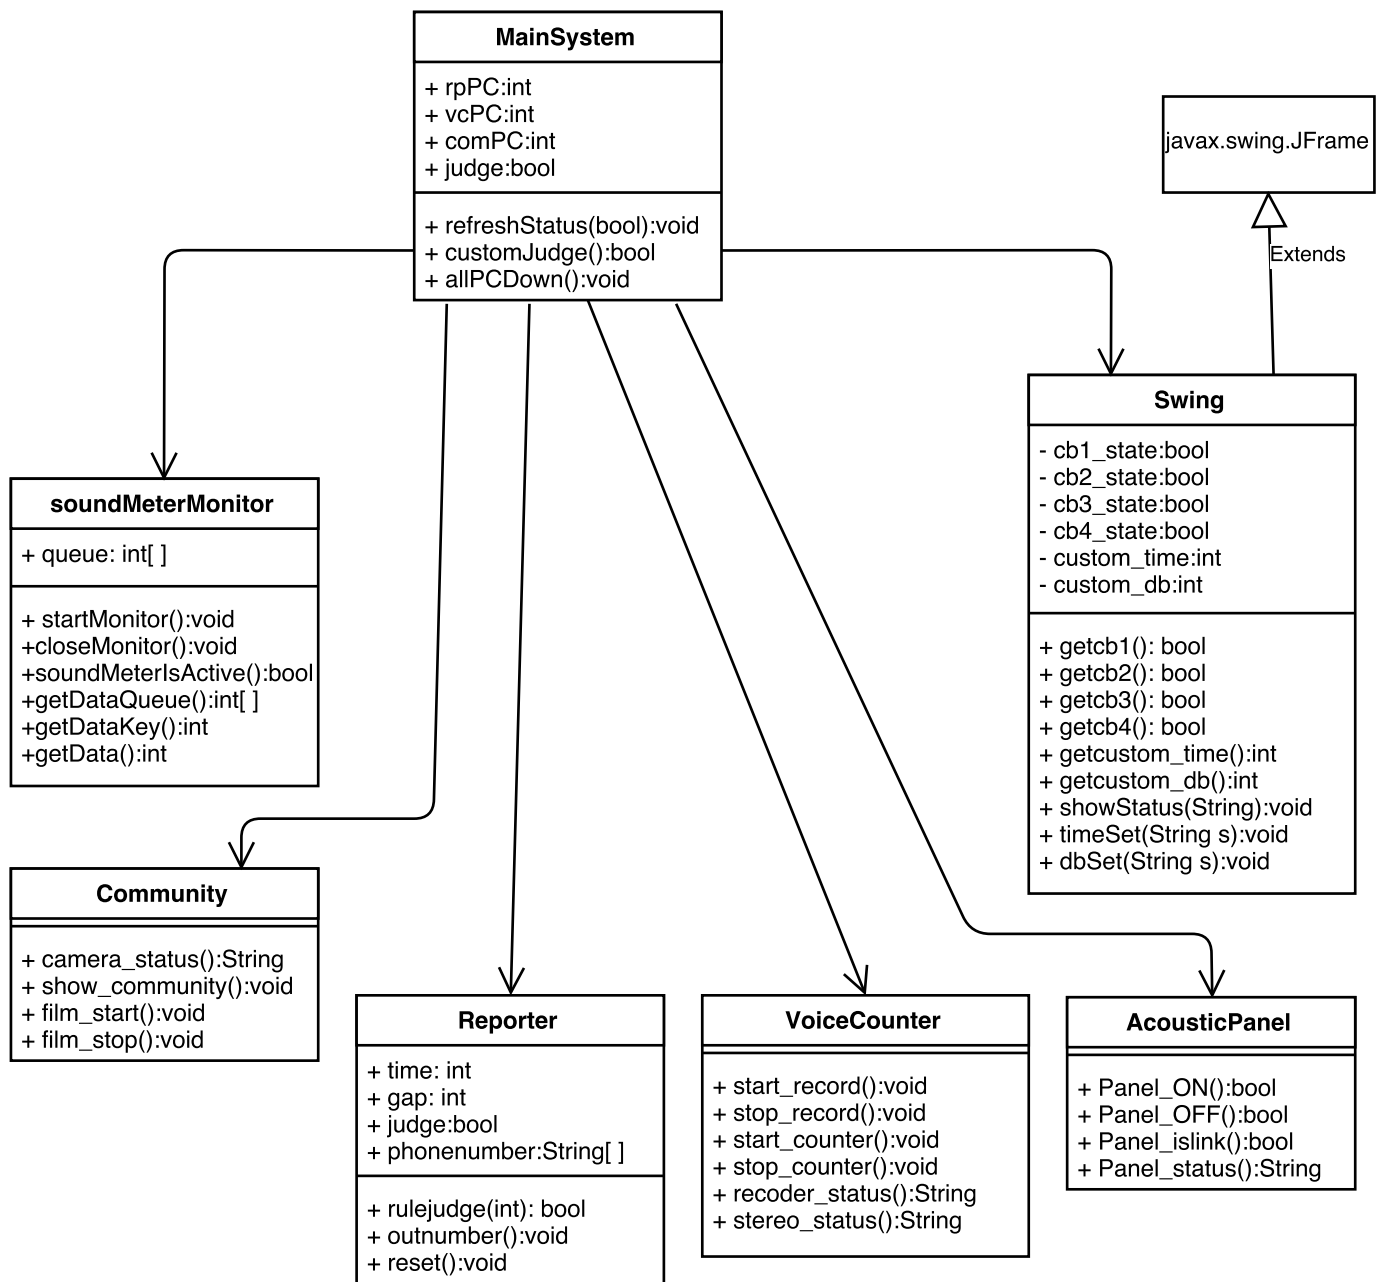 MainSystem
+ rpPC:int
+ vcPC:int
+ comPC:int
+ judge:bool
+ refreshStatus(bool):void
+ customJudge():bool
+ allPCDown():void
javax.swing.JFrame
Extends
Swing
- cb1_state:bool
- cb2_state:bool
- cb3_state:bool
- cb4_state:bool
- custom_time:int
- custom_db:int
+ getcb1(): bool
+ getcb2(): bool
+ getcb3(): bool
+ getcb4(): bool
+ getcustom_time():int
+ getcustom_db():int
+ showStatus(String):void
+ timeSet(String s):void
+ dbSet(String s):void
soundMeterMonitor
+ queue: int[ ]
+ startMonitor():void
+closeMonitor():void
+soundMeterIsActive():bool
+getDataQueue():int[ ]
+getDataKey():int
+getData():int
Community
+ camera_status():String
+ show_community():void
+ film_start():void
+ film_stop():void
Reporter
+ time: int
+ gap: int
+ judge:bool
+ phonenumber:String[ ]
+ rulejudge(int): bool
+ outnumber():void
+ reset():void
VoiceCounter
+ start_record():void
+ stop_record():void
+ start_counter():void
+ stop_counter():void
+ recoder_status():String
+ stereo_status():String
AcousticPanel
+ Panel_ON():bool
+ Panel_OFF():bool
+ Panel_islink():bool
+ Panel_status():String